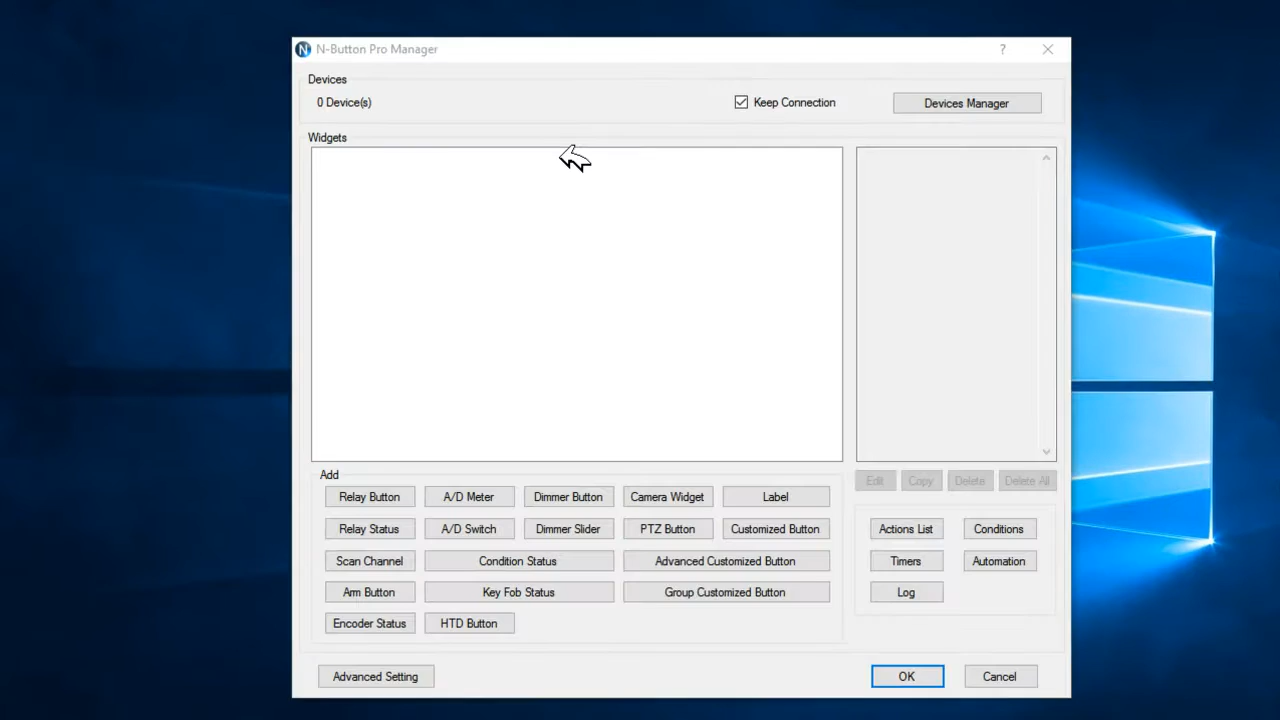 N-Button Pro Manager
?
Devices
0 Device(s)
Keep Connection
Devices Manager
Widgets
Edit
Copy
Delete
Delete All
Add
Relay Button
A/D Meter
Dimmer Button
Camera Widget
Label
Relay Status
A/D Switch
Dimmer Slider
PTZ Button
Customized Button
Scan Channel
Condition Status
Advanced Customized Button
Arm Button
Key Fob Status
Group Customized Button
Encoder Status
HTD Button
Actions List
Conditions
Timers
Automation
Log
Advanced Setting
OK
Cancel